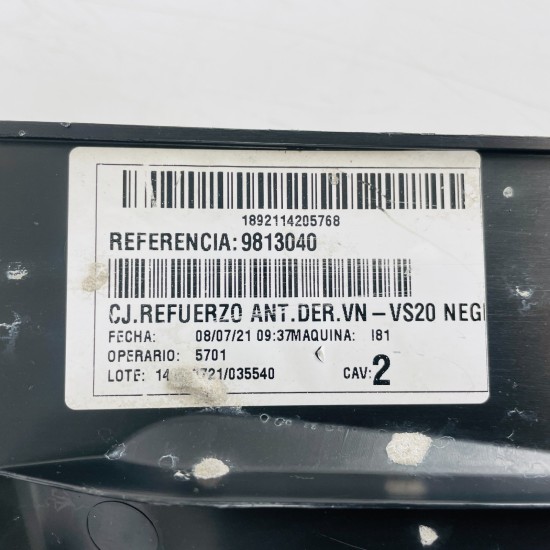 1892114205768
REFERENCIA: 9813040
CJ.REFUERZO ANT.DER.VN-VS20
FECHA: 08/07/21 09:37 MAQUINA: I81
OPERARIO: 5701
LOTE: CAV: 2